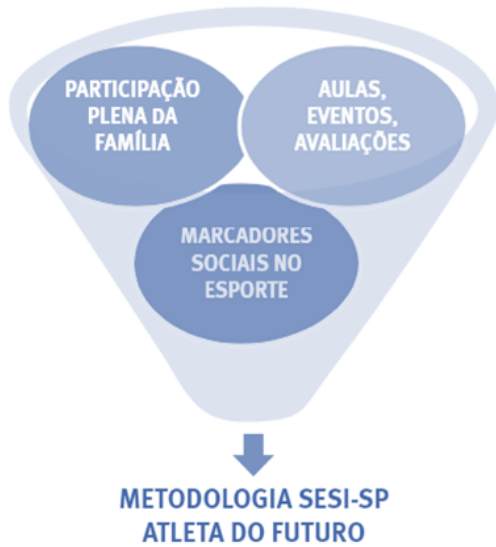 PARTICIPAÇÃO
PLENA DA
FAMÍLIA
AULAS,
EVENTOS,
AVALIAÇÕES
MARCADORES
SOCIAIS NO
ESPORTE
METODOLOGIA SESI-SP
ATLETA DO FUTURO